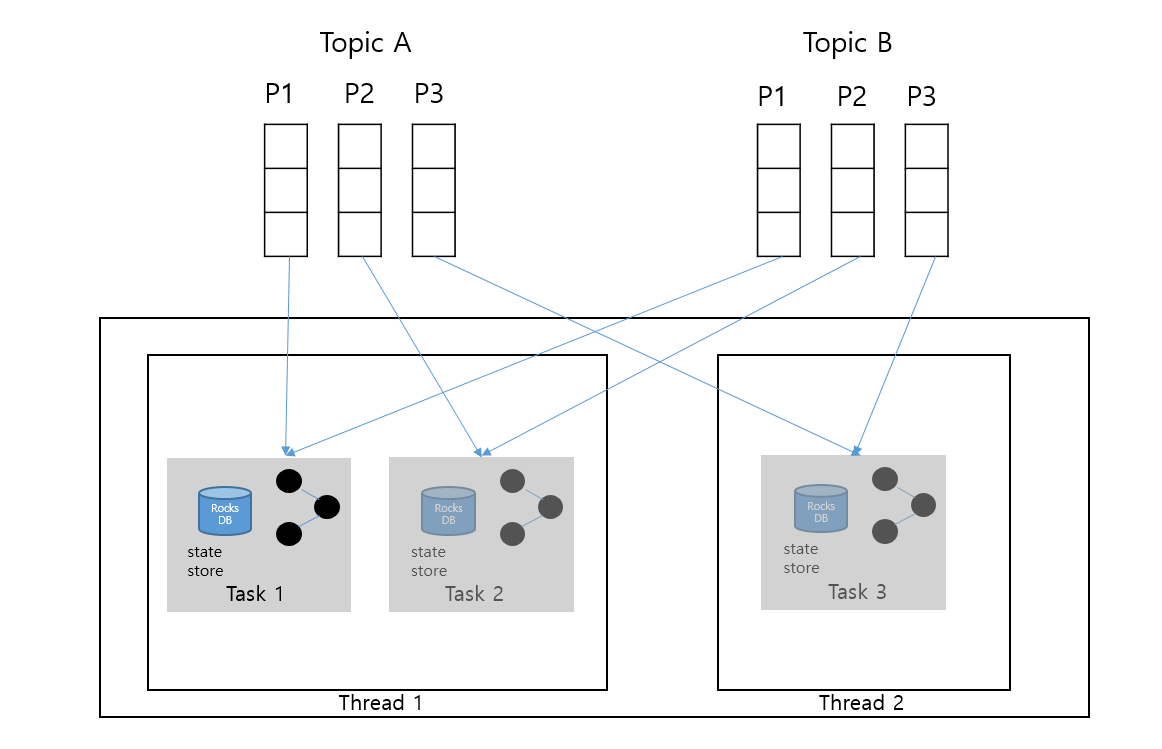 Topic A
Topic B
P1 P2 P3
P1 P2 P3
Rocks
DB
state
store
Task 1
Rocks
DB
state
store
Task 2
Rocks
DB
state
store
Task 3
Thread 1
Thread 2